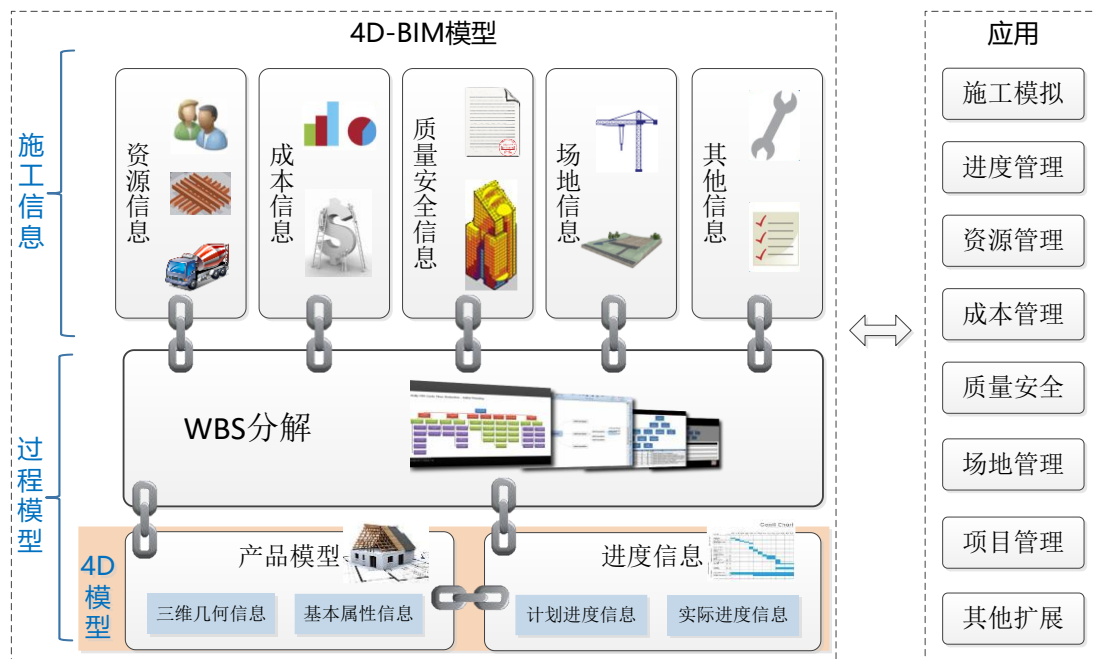 4D-BIM模型
施工信息
资源信息
成本信息
质量安全信息
场地信息
其他信息
过程模型
WBS分解
4D模型
产品模型
三维几何信息
基本属性信息
进度信息
Gantt Chart
计划进度信息
实际进度信息
应用
施工模拟
进度管理
资源管理
成本管理
质量安全
场地管理
项目管理
其他扩展